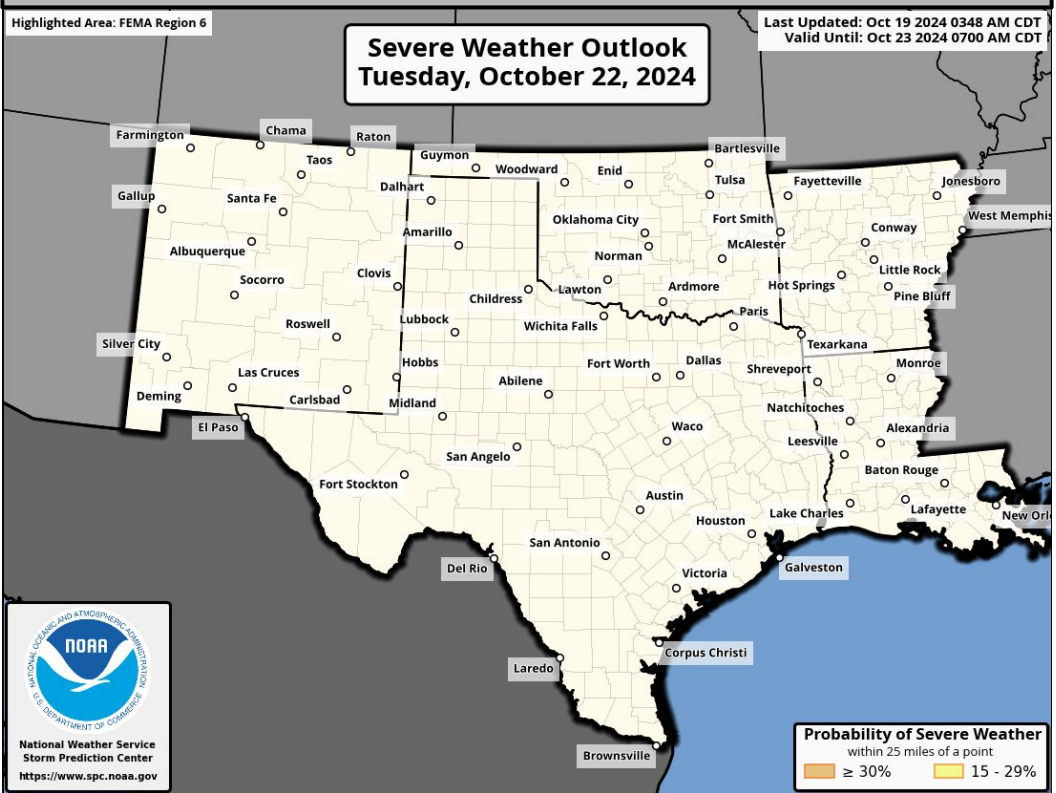 Highlighted Area: FEMA Region 6
Last Updated: Oct 19 2024 0348 AM CDT
Valid Until: Oct 23 2024 0700 AM CDT
Severe Weather Outlook
Tuesday, October 22, 2024
Farmington
Chama
Raton
Taos
Guymon
Woodward
Enid
Bartlesville
Tulsa
Fayetteville
Jonesboro
Gallup
Santa Fe
Dalhart
Oklahoma City
Fort Smith
West Memphis
Albuquerque
Amarillo
Norman
McAlester
Conway
Socorro
Clovis
Childress
Lawton
Ardmore
Hot Springs
Little Rock
Pine Bluff
Roswell
Lubbock
Wichita Falls
Paris
Texarkana
Silver City
Las Cruces
Hobbs
Fort Worth
Dallas
Shreveport
Monroe
Deming
Carlsbad
Midland
Abilene
Natchitoches
El Paso
San Angelo
Waco
Leesville
Alexandria
Fort Stockton
Baton Rouge
Austin
Houston
Lake Charles
Lafayette
New Orl
Del Rio
San Antonio
Galveston
Victoria
Laredo
Corpus Christi
Brownsville
NATIONAL OCEANIC AND ATMOSPHERIC ADMINISTRATION
NOAA
U.S. DEPARTMENT OF COMMERCE
National Weather Service
Storm Prediction Center
https://www.spc.noaa.gov
Probability of Severe Weather
within 25 miles of a point
≥ 30%
15 - 29%